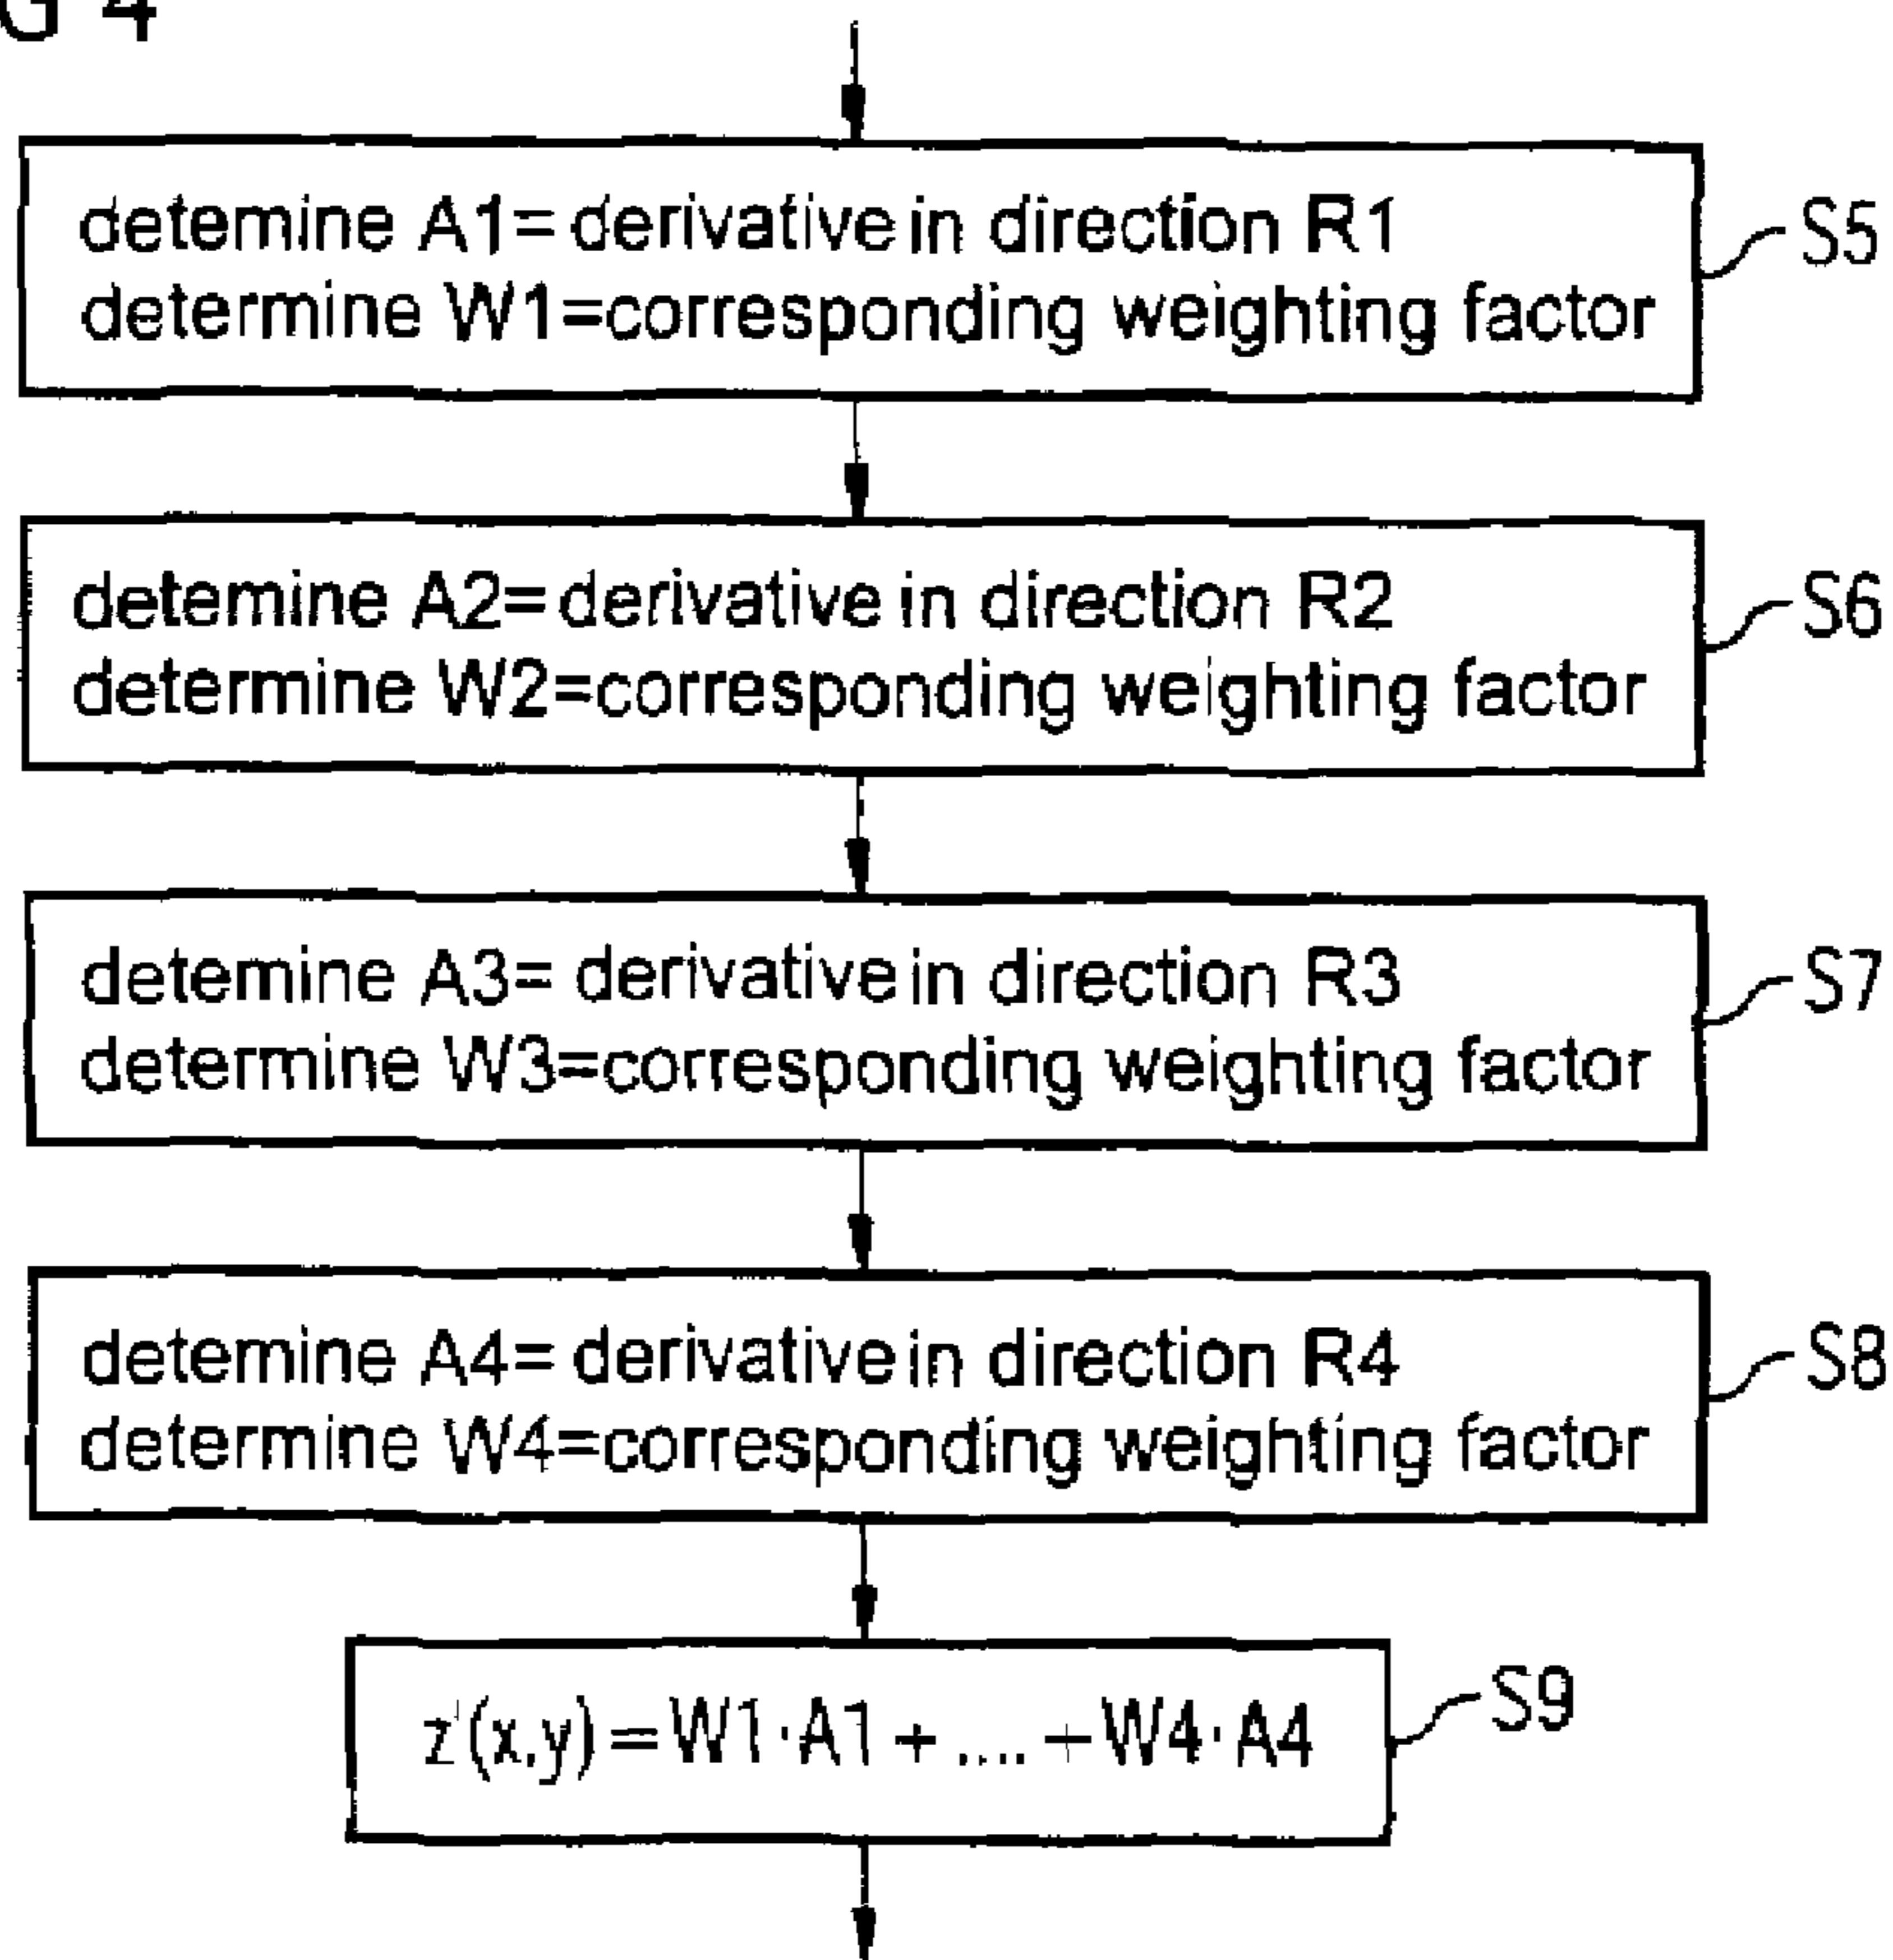 G 4
detemine A1=derivative in direction R1
determine W1=corresponding weighting factor
S5
detemine A2=derivative in direction R2
determine W2=corresponding weighting factor
S6
detemine A3= derivative in direction R3
determine W3=corresponding weighting factor
S7
detemine A4= derivative in direction R4
determine W4=corresponding weighting factor
S8
z'(x,y)=W1·A1+....+W4·A4
S9